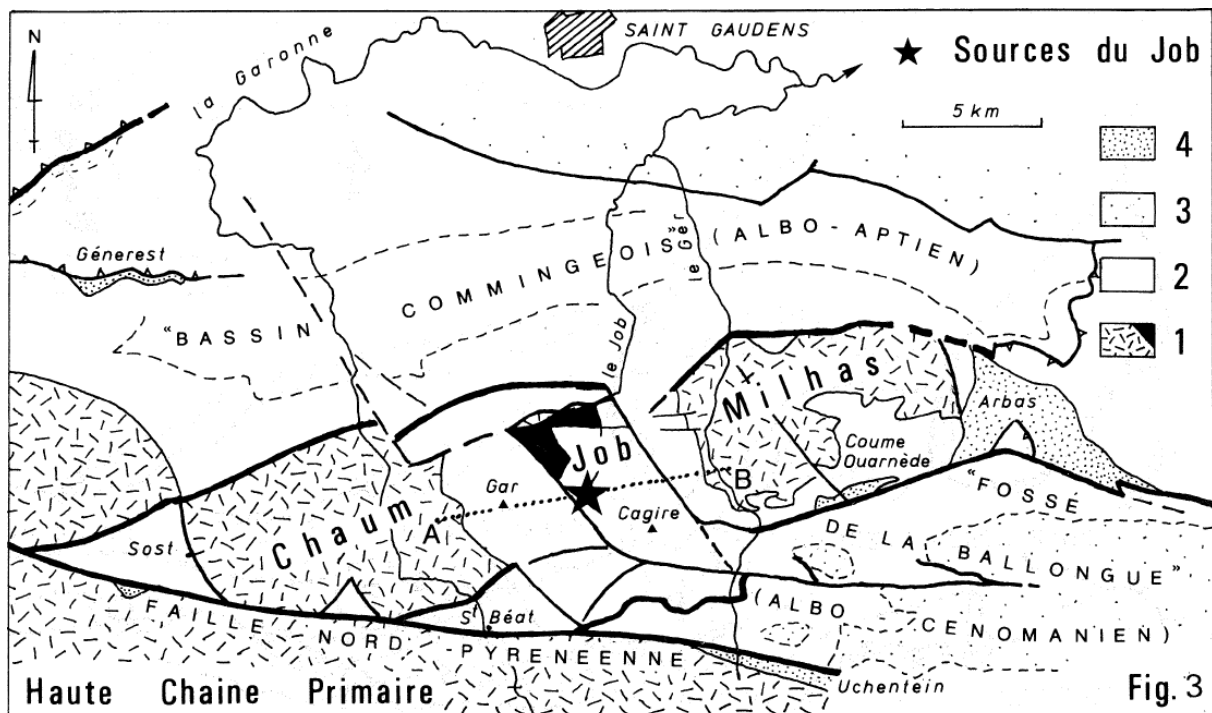 SAINT GAUDENS
★ Sources du Job
N
la Garonne
5 km
4
3
2
1
Génerest
"BASSIN COMMINGEOIS" (ALBO-APTIEN)
le Ger
le Job
Milhas
Arbas
Job
Coume Ouarnède
Gar
B
"FOSSÉ
Chaum
A
Cagire
DE LA BALLONGUE"
Sost
St Béat
(ALBO
CENOMANIEN)
FAILLE NORD-PYRENEENNE
Uchentein
Haute Chaine Primaire
Fig. 3